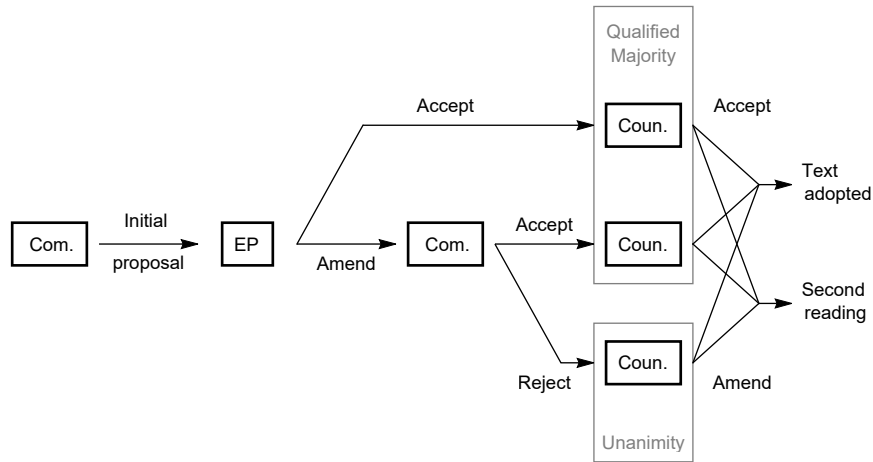 Qualified
Majority
Accept
Coun.
Accept
Text
adopted
Com.
Initial
proposal
EP
Amend
Com.
Accept
Coun.
Second
reading
Reject
Coun.
Amend
Unanimity